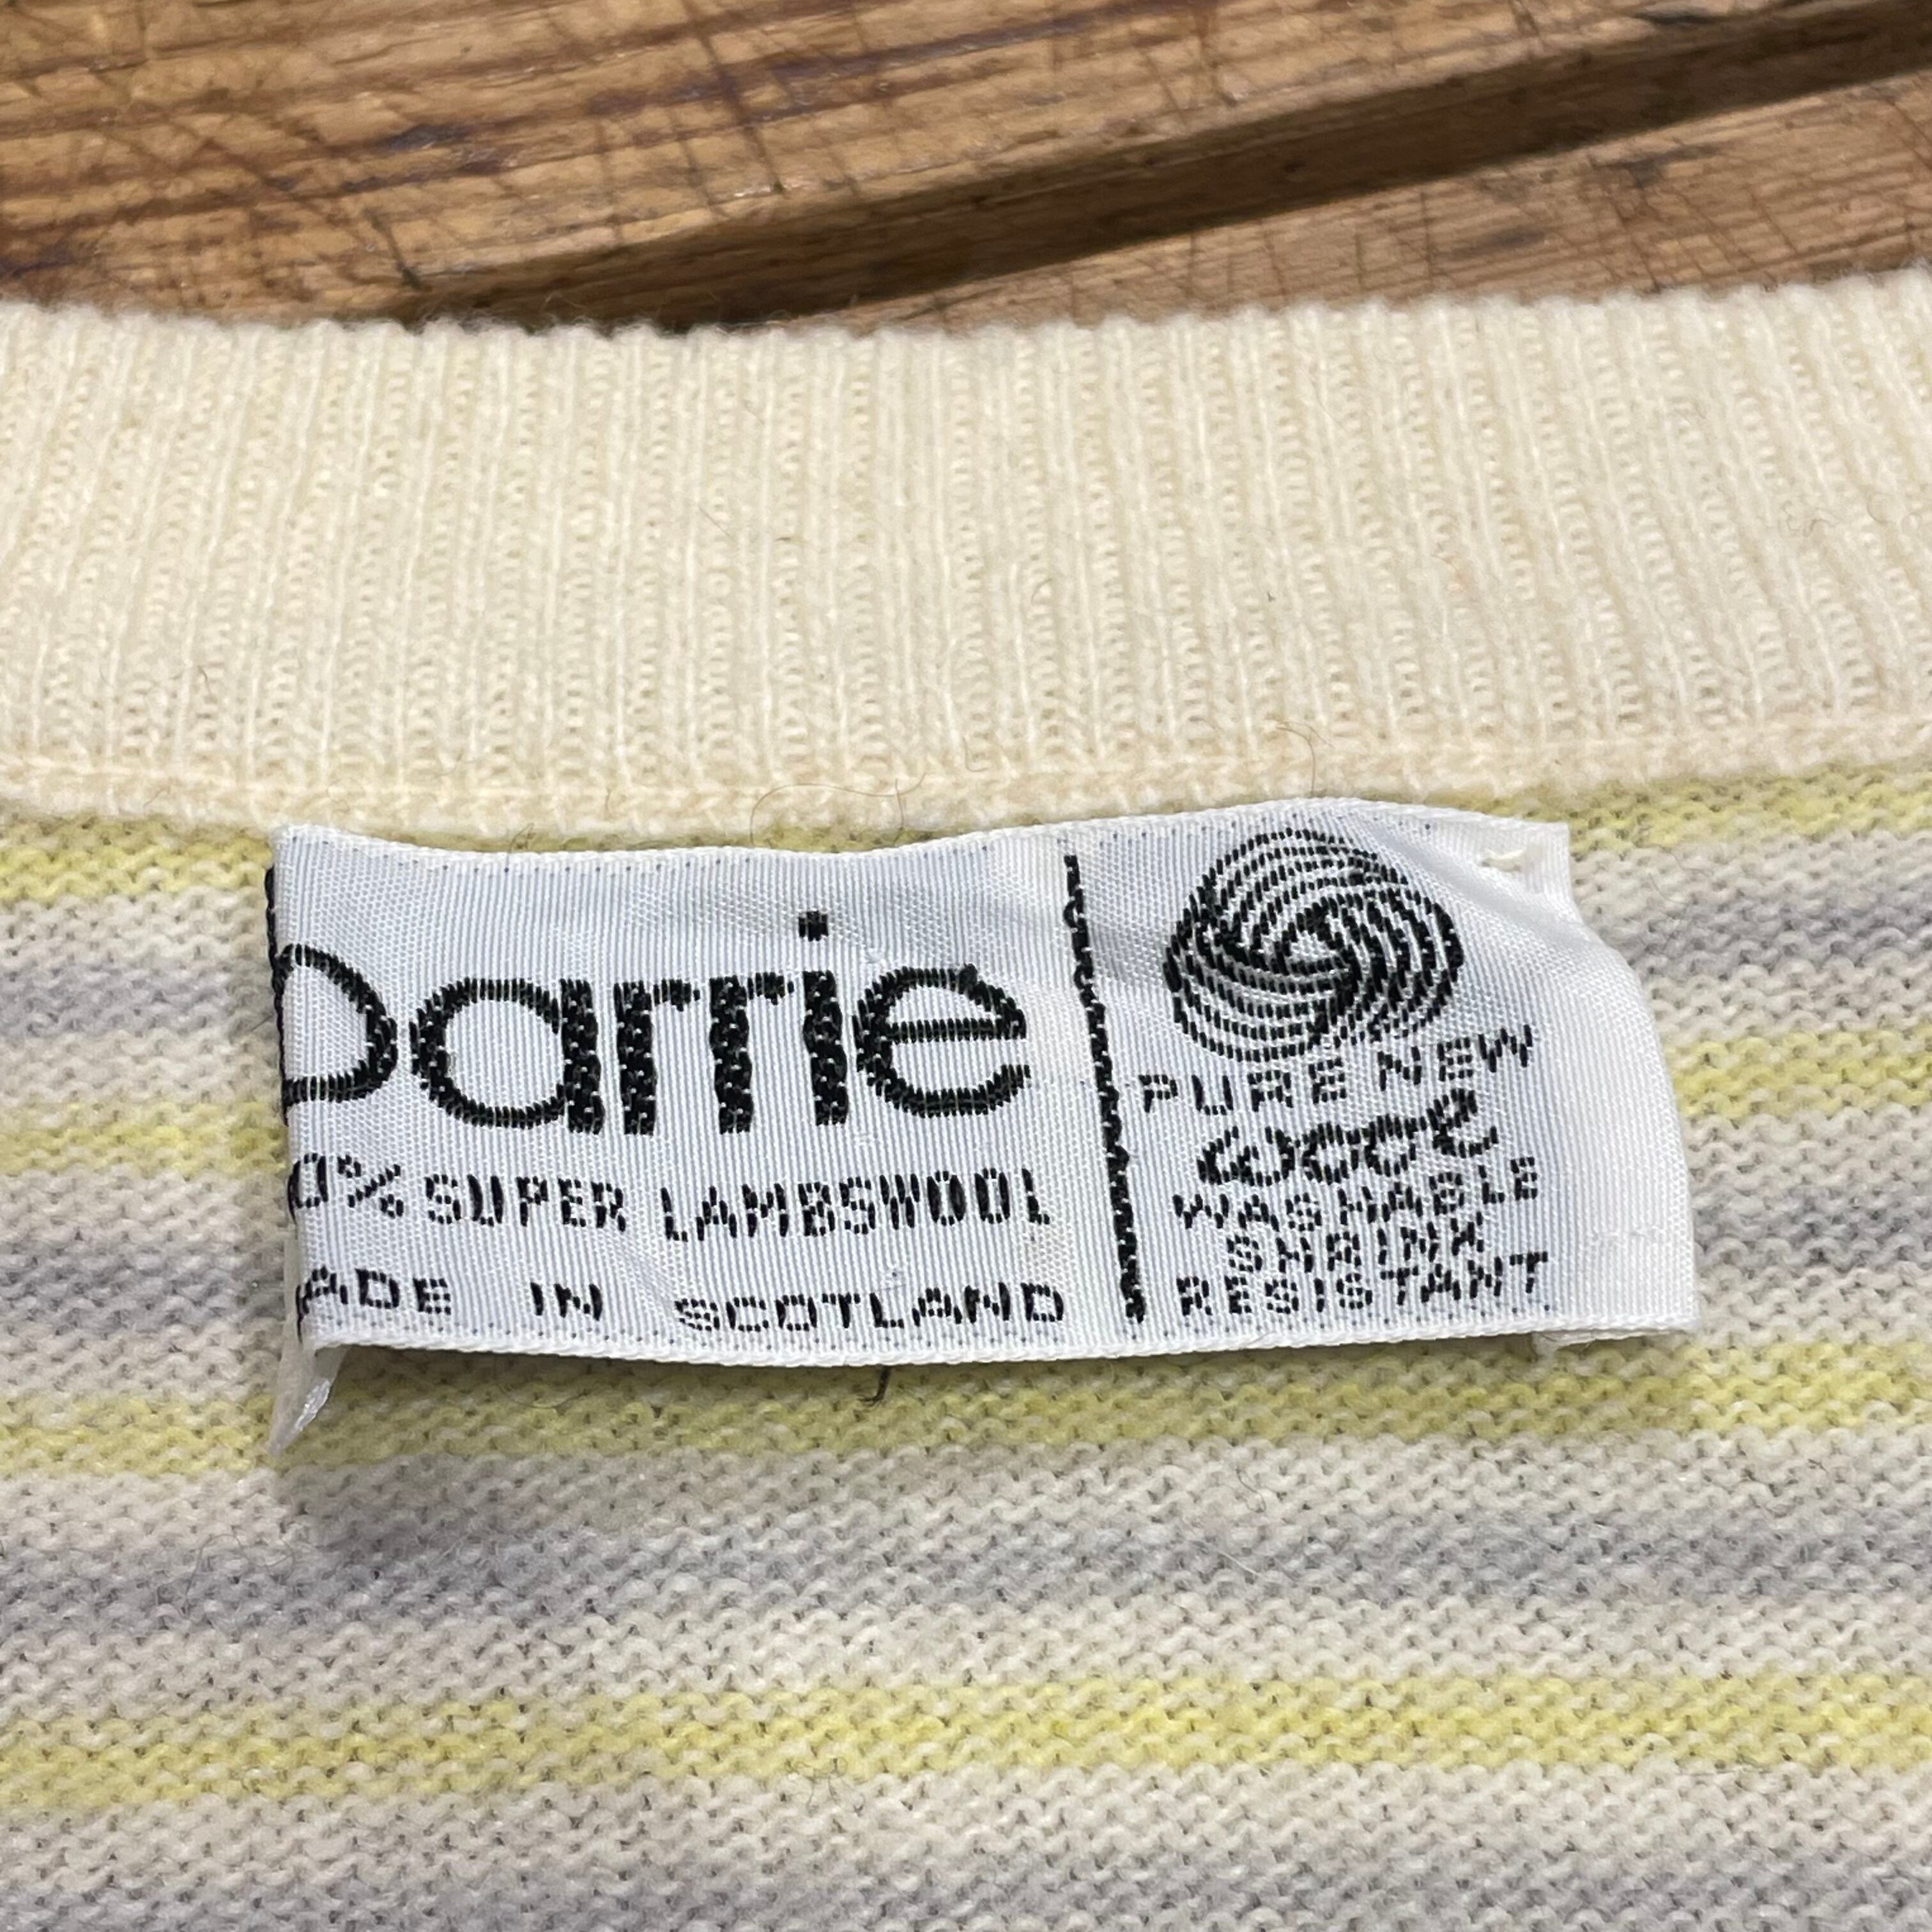 Barrie
0% SUPER LAMBSWOOL
ADE IN SCOTLAND
PURE NEW
wool
WASHABLE
SHRINK
RESISTANT